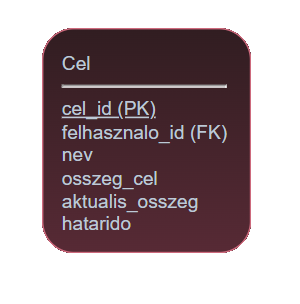 Cel
cel_id (PK)
felhasznalo_id (FK)
nev
osszeg_cel
aktualis_osszeg
hatarido